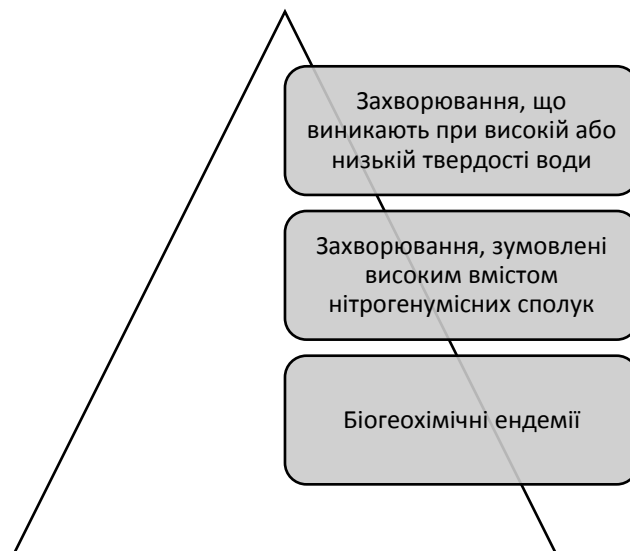 Захворювання, що
виникають при високій або
низькій твердості води
Захворювання, зумовлені
високим вмістом
нітрогенумісних сполук
Біогеохімічні ендемії